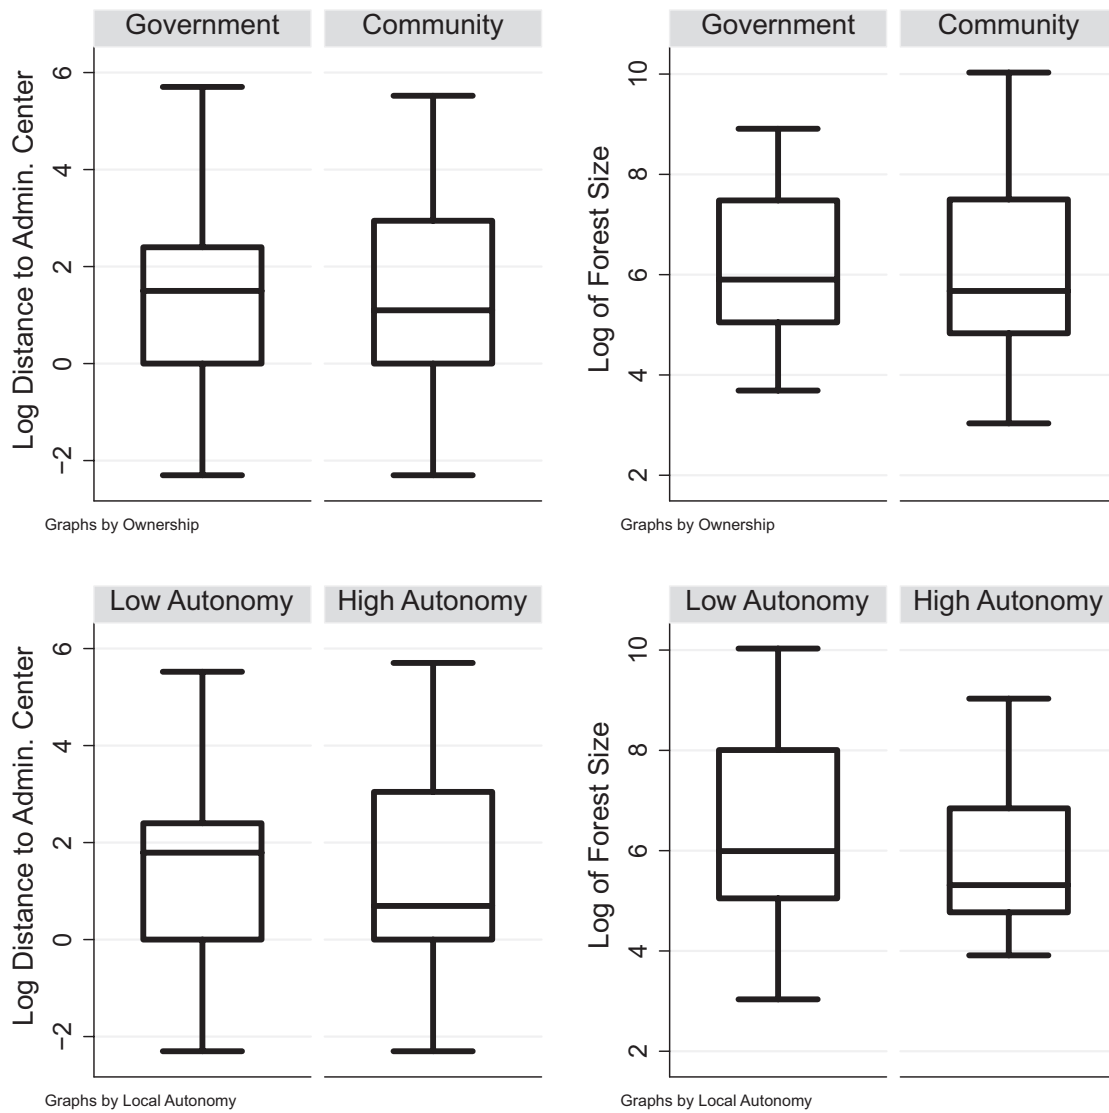 Government Community
Log Distance to Admin. Center
6
4
2
0
−2
Graphs by Ownership
Government Community
Log of Forest Size
10
8
6
4
2
Graphs by Ownership
Low Autonomy High Autonomy
Log Distance to Admin. Center
6
4
2
0
−2
Graphs by Local Autonomy
Low Autonomy High Autonomy
Log of Forest Size
10
8
6
4
2
Graphs by Local Autonomy